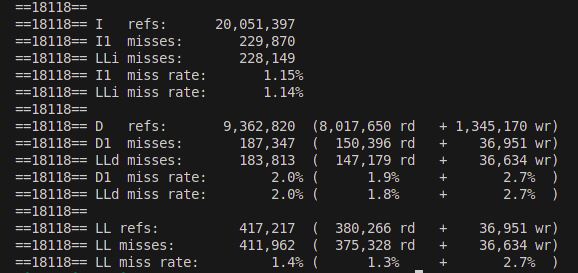 ==18118==
==18118== I   refs:      20,051,397
==18118== I1  misses:       229,870
==18118== LLi misses:       228,149
==18118== I1  miss rate:       1.15%
==18118== LLi miss rate:       1.14%
==18118==
==18118== D   refs:       9,362,820  (8,017,650 rd   + 1,345,170 wr)
==18118== D1  misses:       187,347  (  150,396 rd   +    36,951 wr)
==18118== LLd misses:       183,813  (  147,179 rd   +    36,634 wr)
==18118== D1  miss rate:        2.0% (      1.9%     +       2.7%  )
==18118== LLd miss rate:        2.0% (      1.8%     +       2.7%  )
==18118==
==18118== LL refs:          417,217  (  380,266 rd   +    36,951 wr)
==18118== LL misses:        411,962  (  375,328 rd   +    36,634 wr)
==18118== LL miss rate:         1.4% (      1.3%     +       2.7%  )